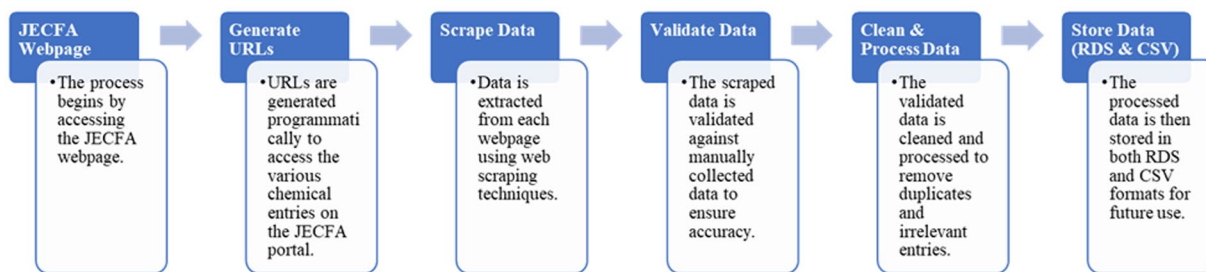 JECFA
Webpage
•The process
begins by
accessing
the JECFA
webpage.
Generate
URLs
•URLs are
generated
programmati
cally to
access the
various
chemical
entries on
the JECFA
portal.
Scrape Data
•Data is
extracted
from each
webpage
using web
scraping
techniques.
Validate Data
•The scraped
data is
validated
against
manually
collected
data to
ensure
accuracy.
Clean &
Process Data
•The
validated
data is
cleaned and
processed to
remove
duplicates
and
irrelevant
entries.
Store Data
(RDS & CSV)
•The
processed
data is then
stored in
both RDS
and CSV
formats for
future use.